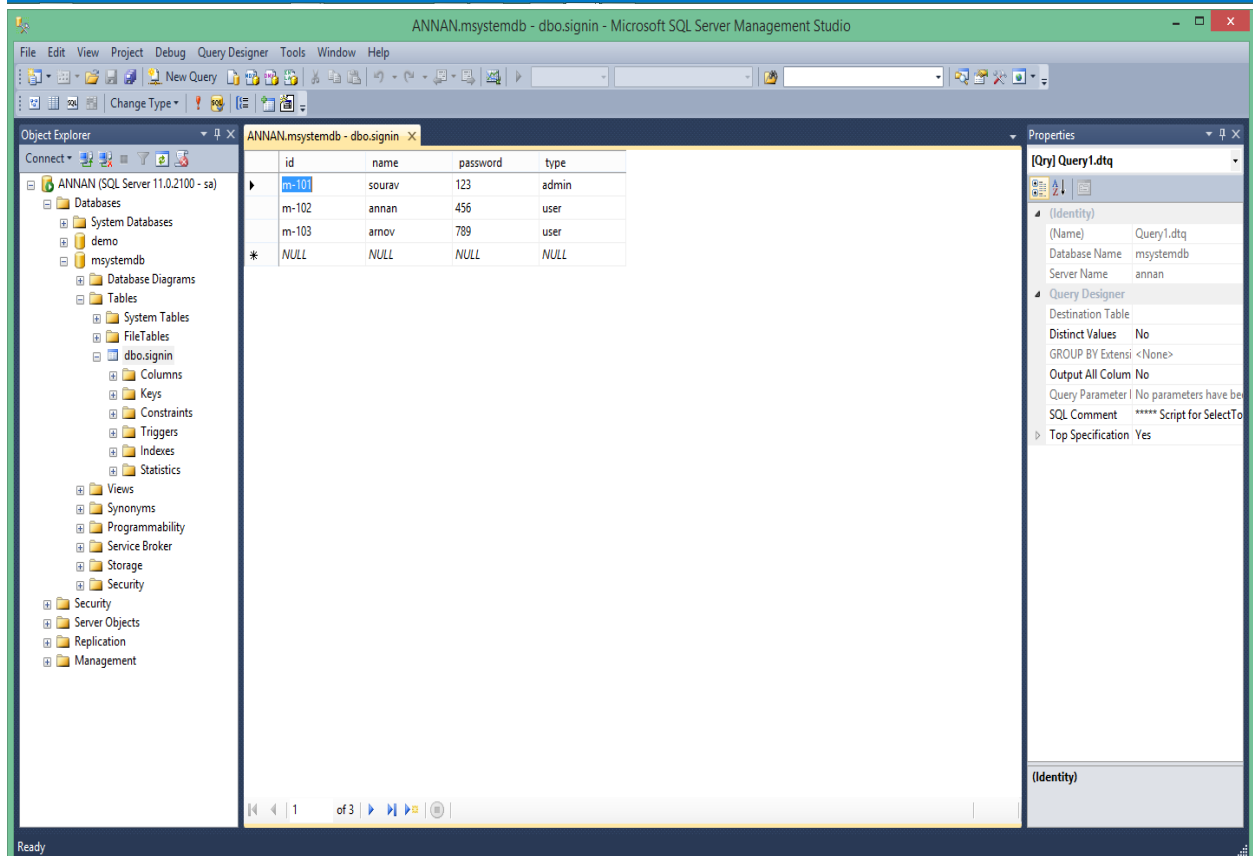 ANNAN.msystemdb - dbo.signin - Microsoft SQL Server Management Studio
File Edit View Project Debug Query Designer Tools Window Help
New Query
Change Type
Object Explorer
Connect
ANNAN (SQL Server 11.0.2100 - sa)
Databases
System Databases
demo
msystemdb
Database Diagrams
Tables
System Tables
FileTables
dbo.signin
Columns
Keys
Constraints
Triggers
Indexes
Statistics
Views
Synonyms
Programmability
Service Broker
Storage
Security
Security
Server Objects
Replication
Management
ANNAN.msystemdb - dbo.signin
id name password type
m-101 sourav 123 admin
m-102 annan 456 user
m-103 arnov 789 user
NULL NULL NULL NULL
1 of 3
Properties
[Qry] Query1.dtq
(Identity)
(Name) Query1.dtq
Database Name msystemdb
Server Name annan
Query Designer
Destination Table
Distinct Values No
GROUP BY Extensi <None>
Output All Colum No
Query Parameter No parameters have bee
SQL Comment ***** Script for SelectTo
Top Specification Yes
(Identity)
Ready